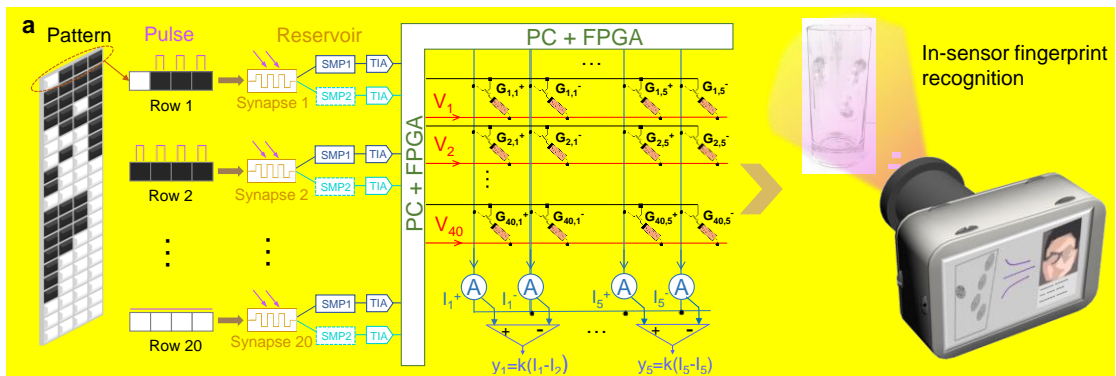 a
Pattern
Pulse
Reservoir
PC + FPGA
PC + FPGA
Row 1
Synapse 1
SMP1
TIA
SMP2
TIA
Row 2
Synapse 2
SMP1
TIA
SMP2
TIA
Row 20
Synapse 20
SMP1
TIA
SMP2
TIA
...
V1
G1,1+
G1,1-
G1,5+
G1,5-
V2
G2,1+
G2,1-
G2,5+
G2,5-
V40
G40,1+
G40,1-
G40,5+
G40,5-
A A A A
I1+ I1- I5+ I5-
+ - ... + -
y1=k(I1-I2) y5=k(I5-I5)
In-sensor fingerprint
recognition